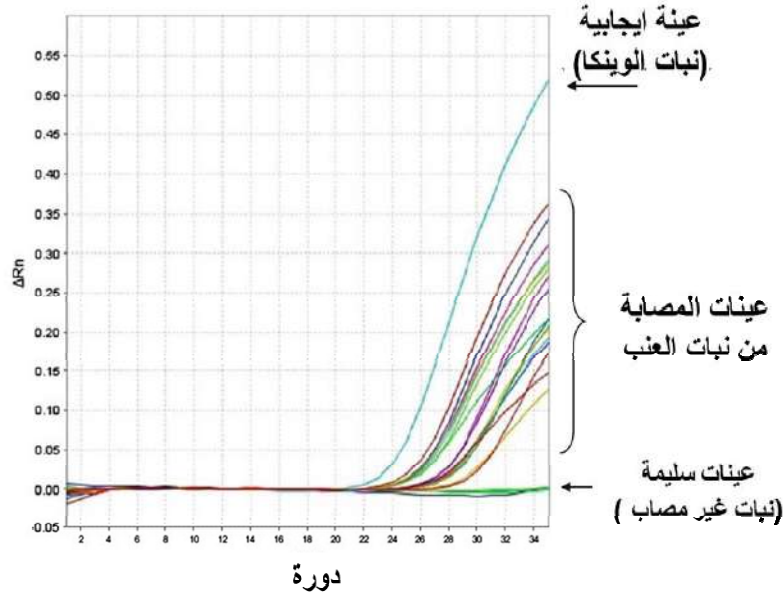 عينة ايجابية
(نبات الوينكا)
0.55
0.50
0.45
0.40
0.35
0.30
0.25
0.20
0.15
0.10
0.05
0.00
-0.05
ΔRn
عينات المصابة
من نبات العنب
عينات سليمة
(نبات غير مصاب )
2 4 6 8 10 12 14 16 18 20 22 24 26 28 30 32 34
دورة